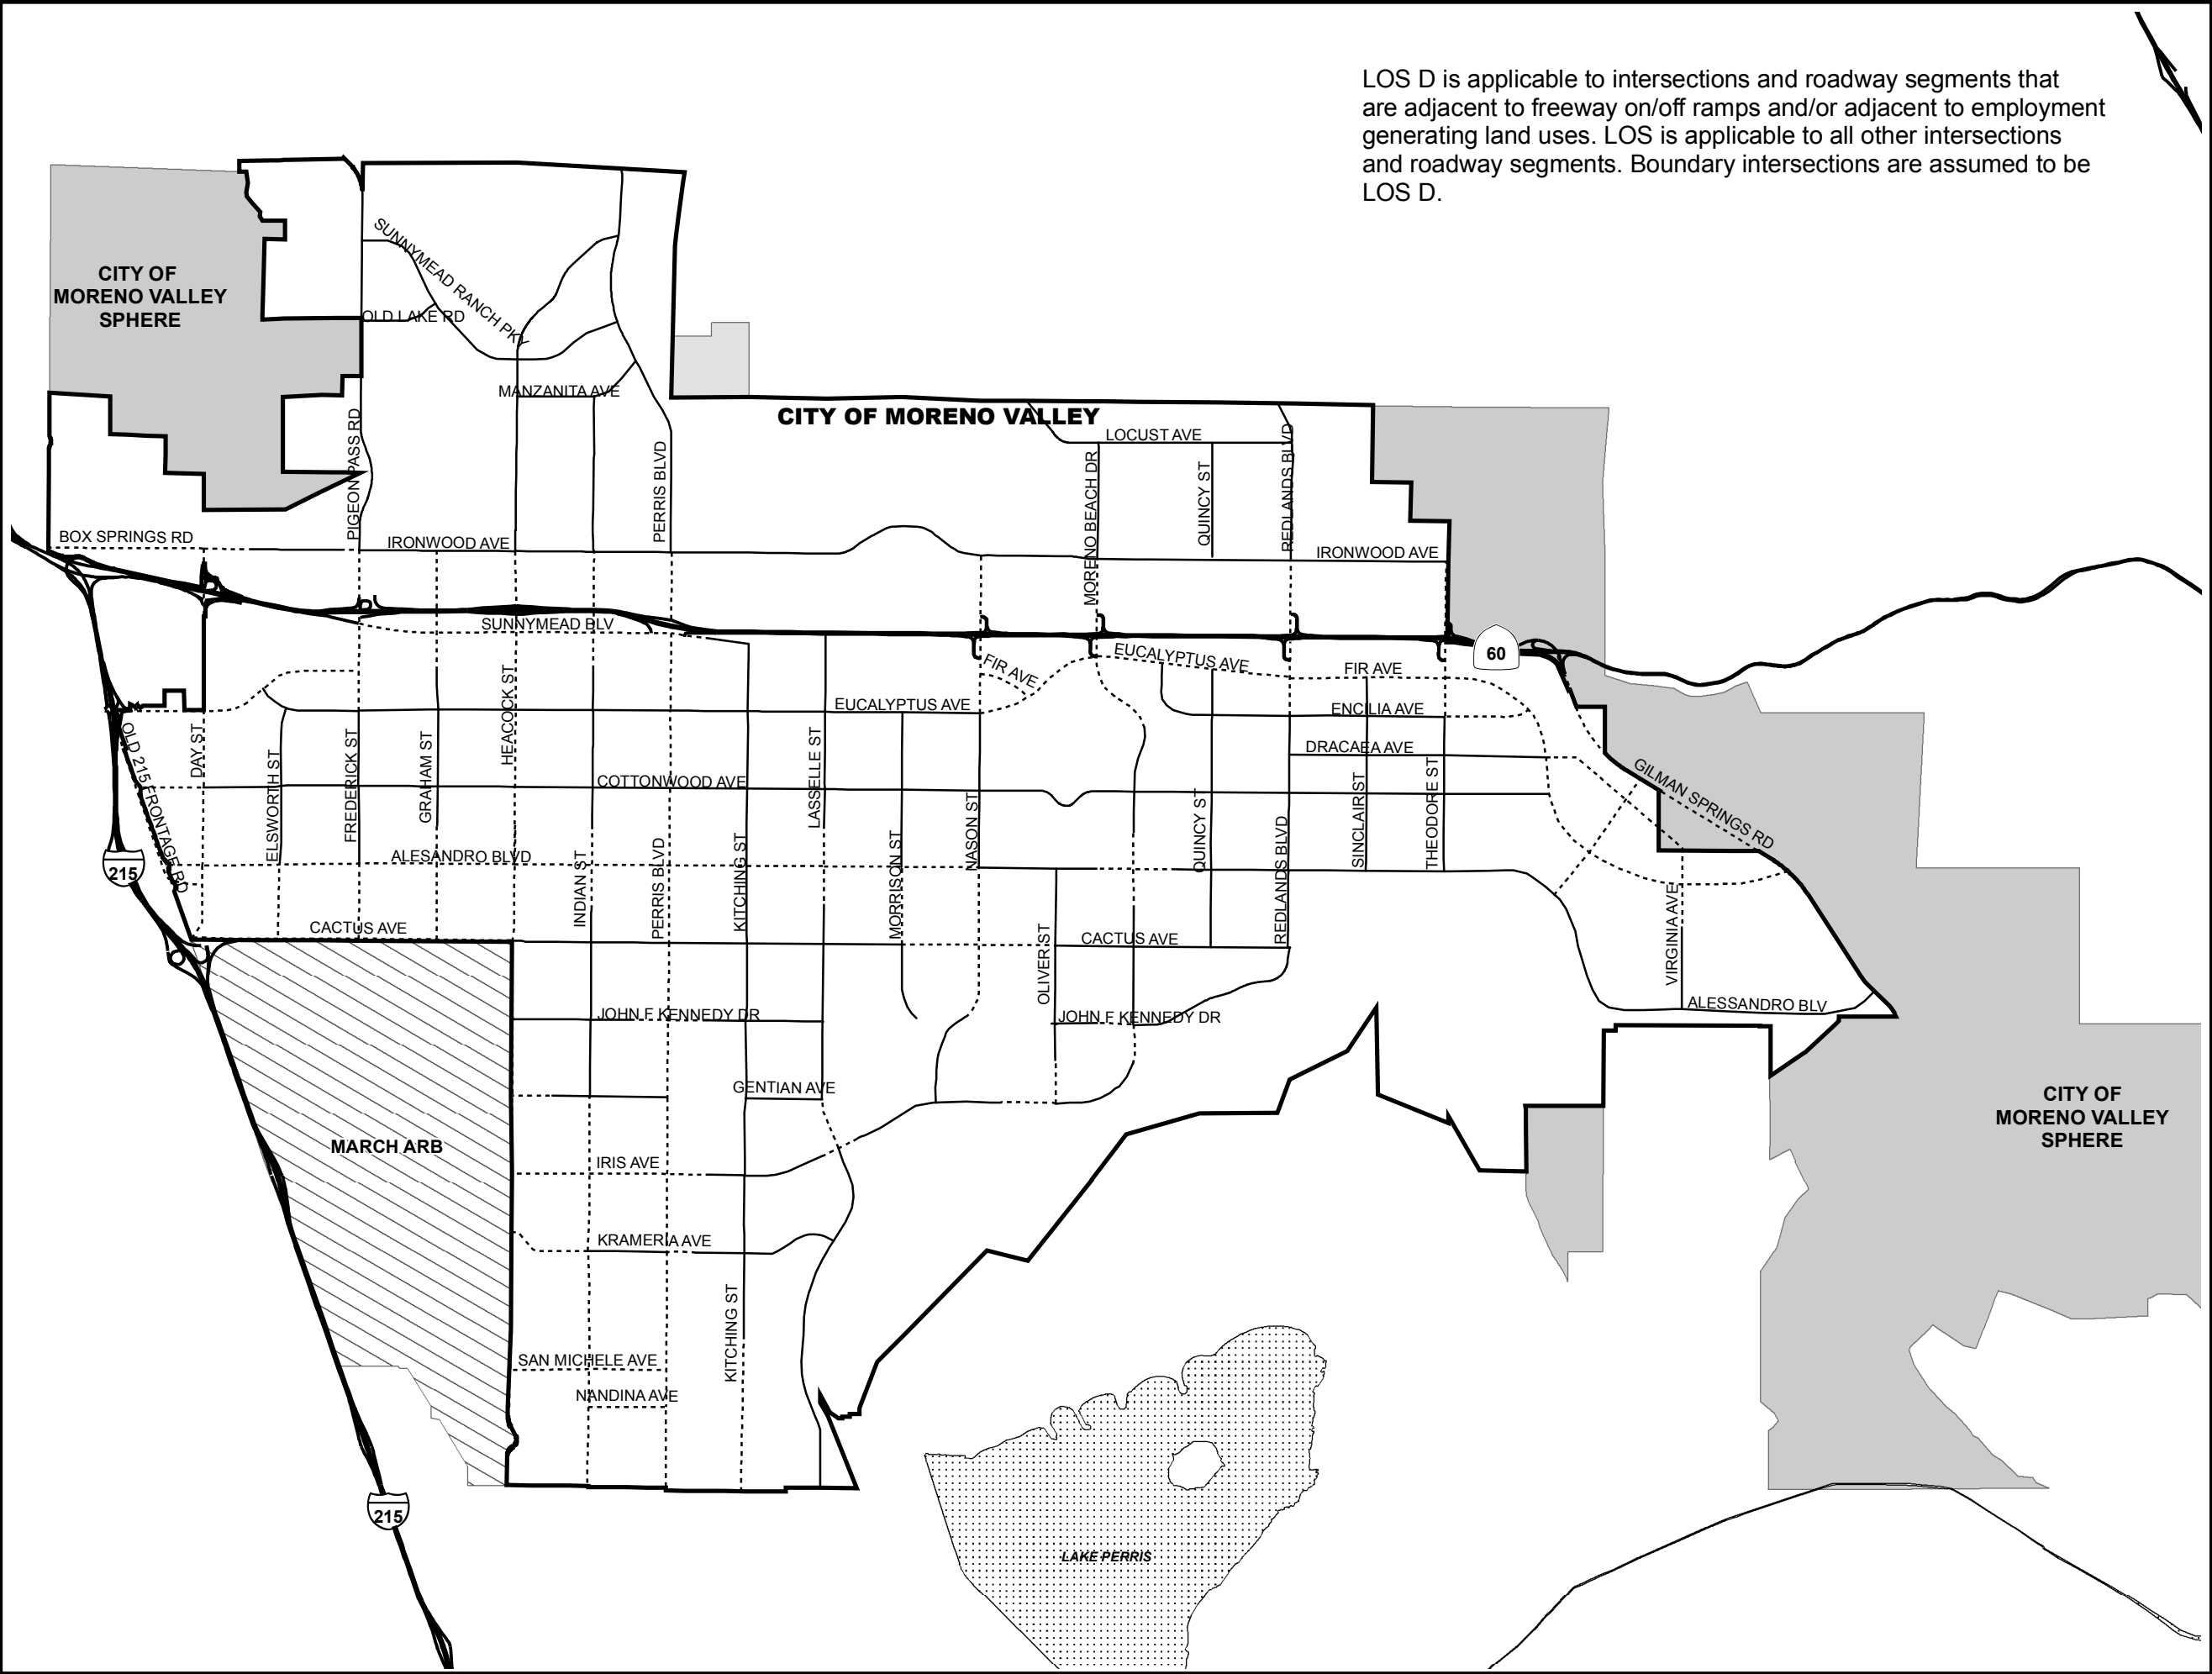 LOS D is applicable to intersections and roadway segments that
are adjacent to freeway on/off ramps and/or adjacent to employment
generating land uses. LOS is applicable to all other intersections
and roadway segments. Boundary intersections are assumed to be
LOS D.
CITY OF
MORENO VALLEY
SPHERE
SUNNYMEAD RANCH PKY
OLD LAKE RD
MANZANITA AVE
CITY OF MORENO VALLEY
LOCUST AVE
PIGEON PASS RD
PERRIS BLVD
MORENO BEACH DR
QUINCY ST
REDLANDS BLVD
BOX SPRINGS RD
IRONWOOD AVE
IRONWOOD AVE
SUNNYMEAD BLV
60
FIR AVE
EUCALYPTUS AVE
FIR AVE
EUCALYPTUS AVE
ENCILIA AVE
OLD 215 FRONTAGE RD
DAY ST
ELSWORTH ST
FREDERICK ST
GRAHAM ST
HEACOCK ST
DRACAEA AVE
COTTONWOOD AVE
LASSELLE ST
NASON ST
QUINCY ST
SINCLAIR ST
THEODORE ST
GILMAN SPRINGS RD
215
ALESANDRO BLVD
INDIAN ST
PERRIS BLVD
KITCHING ST
MORRISON ST
REDLANDS BLVD
CACTUS AVE
OLIVER ST
CACTUS AVE
VIRGINIA AVE
JOHN F KENNEDY DR
JOHN F KENNEDY DR
ALESSANDRO BLV
GENTIAN AVE
CITY OF
MORENO VALLEY
SPHERE
MARCH ARB
IRIS AVE
KRAMERIA AVE
KITCHING ST
SAN MICHELE AVE
NANDINA AVE
215
LAKE PERRIS